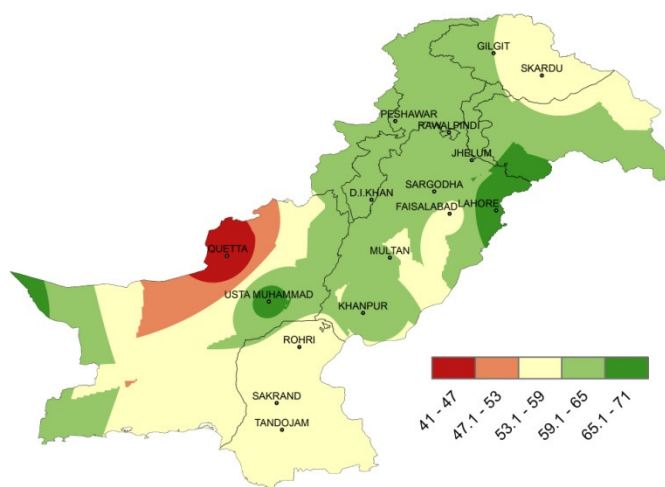 GILGIT
SKARDU
PESHAWAR
RAWALPINDI
JHELUM
SARGODHA
D.I.KHAN
FAISALABAD
LAHORE
QUETTA
MULTAN
USTA MUHAMMAD
KHANPUR
ROHRI
SAKRAND
TANDOJAM
41 - 47
47.1 - 53
53.1 - 59
59.1 - 65
65.1 - 71